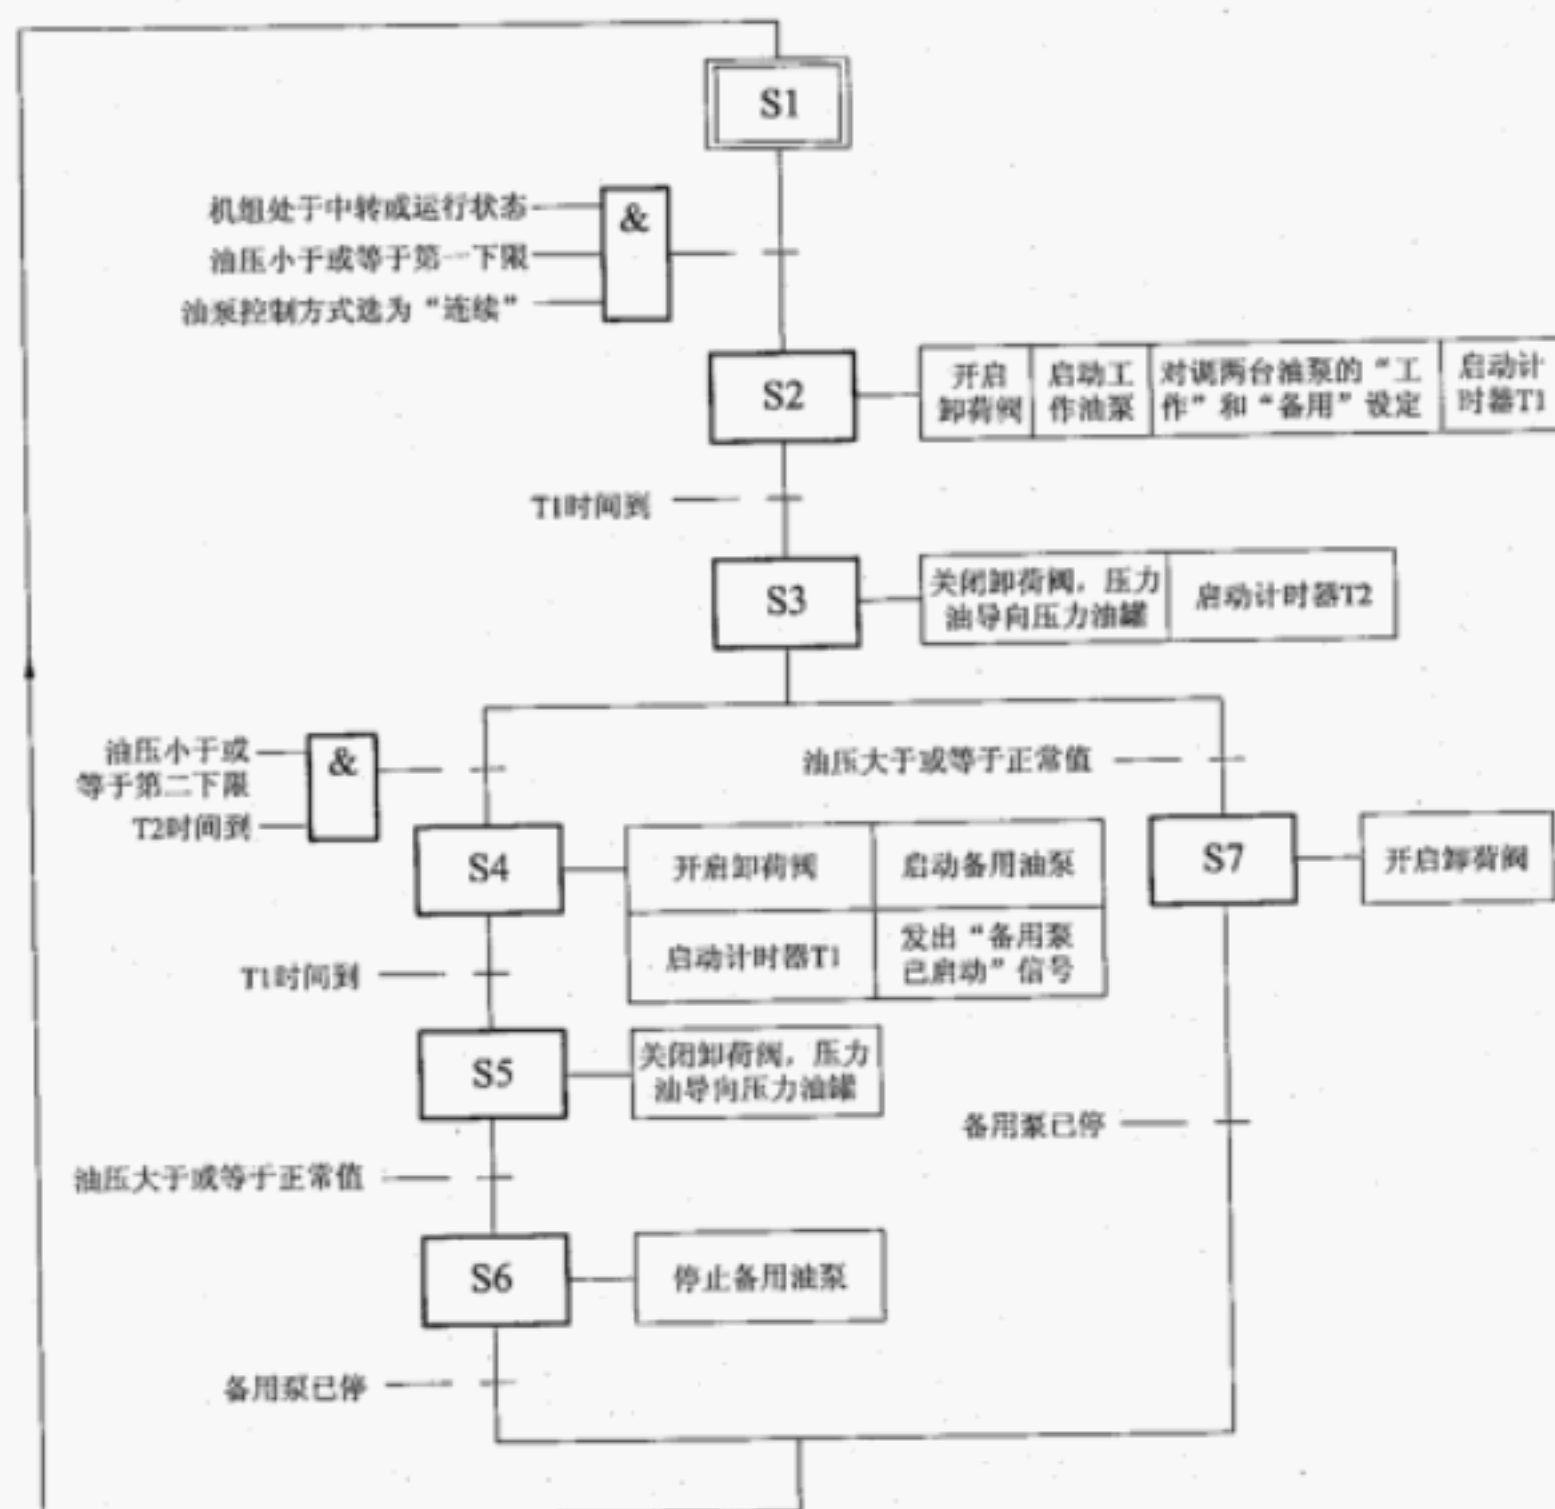 S1
机组处于中转或运行状态
&
油压小于或等于第一下限
油泵控制方式选为“连续”
S2
开启
卸荷阀
启动工
作油泵
对调两台油泵的“工
作”和“备用”设定
启动计
时器T1
T1时间到
S3
关闭卸荷阀，压力
油导向压力油罐
启动计时器T2
油压小于或
等于第二下限
&
T2时间到
油压大于或等于正常值
S4
开启卸荷阀
启动备用油泵
启动计时器T1
发出“备用泵
已启动”信号
S7
开启卸荷阀
T1时间到
S5
关闭卸荷阀，压力
油导向压力油罐
备用泵已停
油压大于或等于正常值
S6
停止备用油泵
备用泵已停